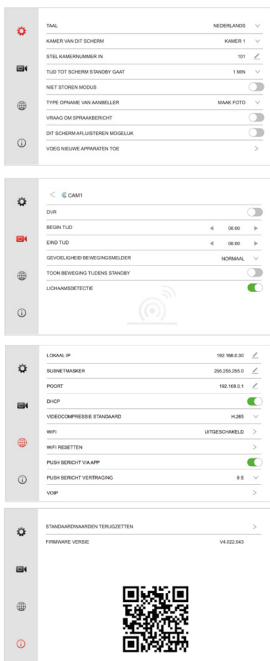 TAAL NEDERLANDS
KAMER VAN DIT SCHERM KAMER 1
STEL KAMERNUMMER IN 101
TIJD TOT SCHERM STANDBY GAAT 1 MIN
NIET STOREN MODUS
TYPE OPNAME VAN AANBELLER MAAK FOTO
VRAAG OM SPRAAKBERICHT
DIT SCHERM AFLUISTEREN MOGELIJK
VOEG NIEUWE APPARATEN TOE
CAM1
DVR
BEGIN TIJD 06:00
EIND TIJD 06:00
GEVOELIGHEID BEWEGINGSMELDER NORMAAL
TOON BEWEGING TIJDENS STANDBY
LICHAAMSDETECTIE
LOKAAL IP 192.168.0.30
SUBNETMASKER 255.255.255.0
POORT 192.168.0.1
DHCP
VIDEOCOMPRESSIE STANDAARD H.265
WIFI UITGESCHAKELD
WIFI RESETTEN
PUSH BERICHT VIA APP
PUSH BERICHT VERTRAGING
VOIP
STANDAARDWAARDEN TERUGZETTEN
FIRMWARE VERSIE V4.022.043